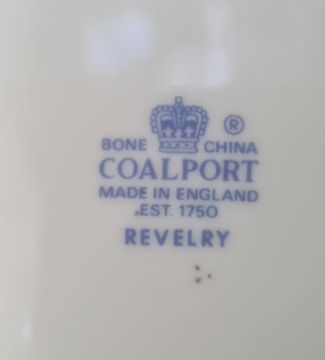 ®
BONE CHINA
COALPORT
MADE IN ENGLAND
EST. 1750
REVELRY